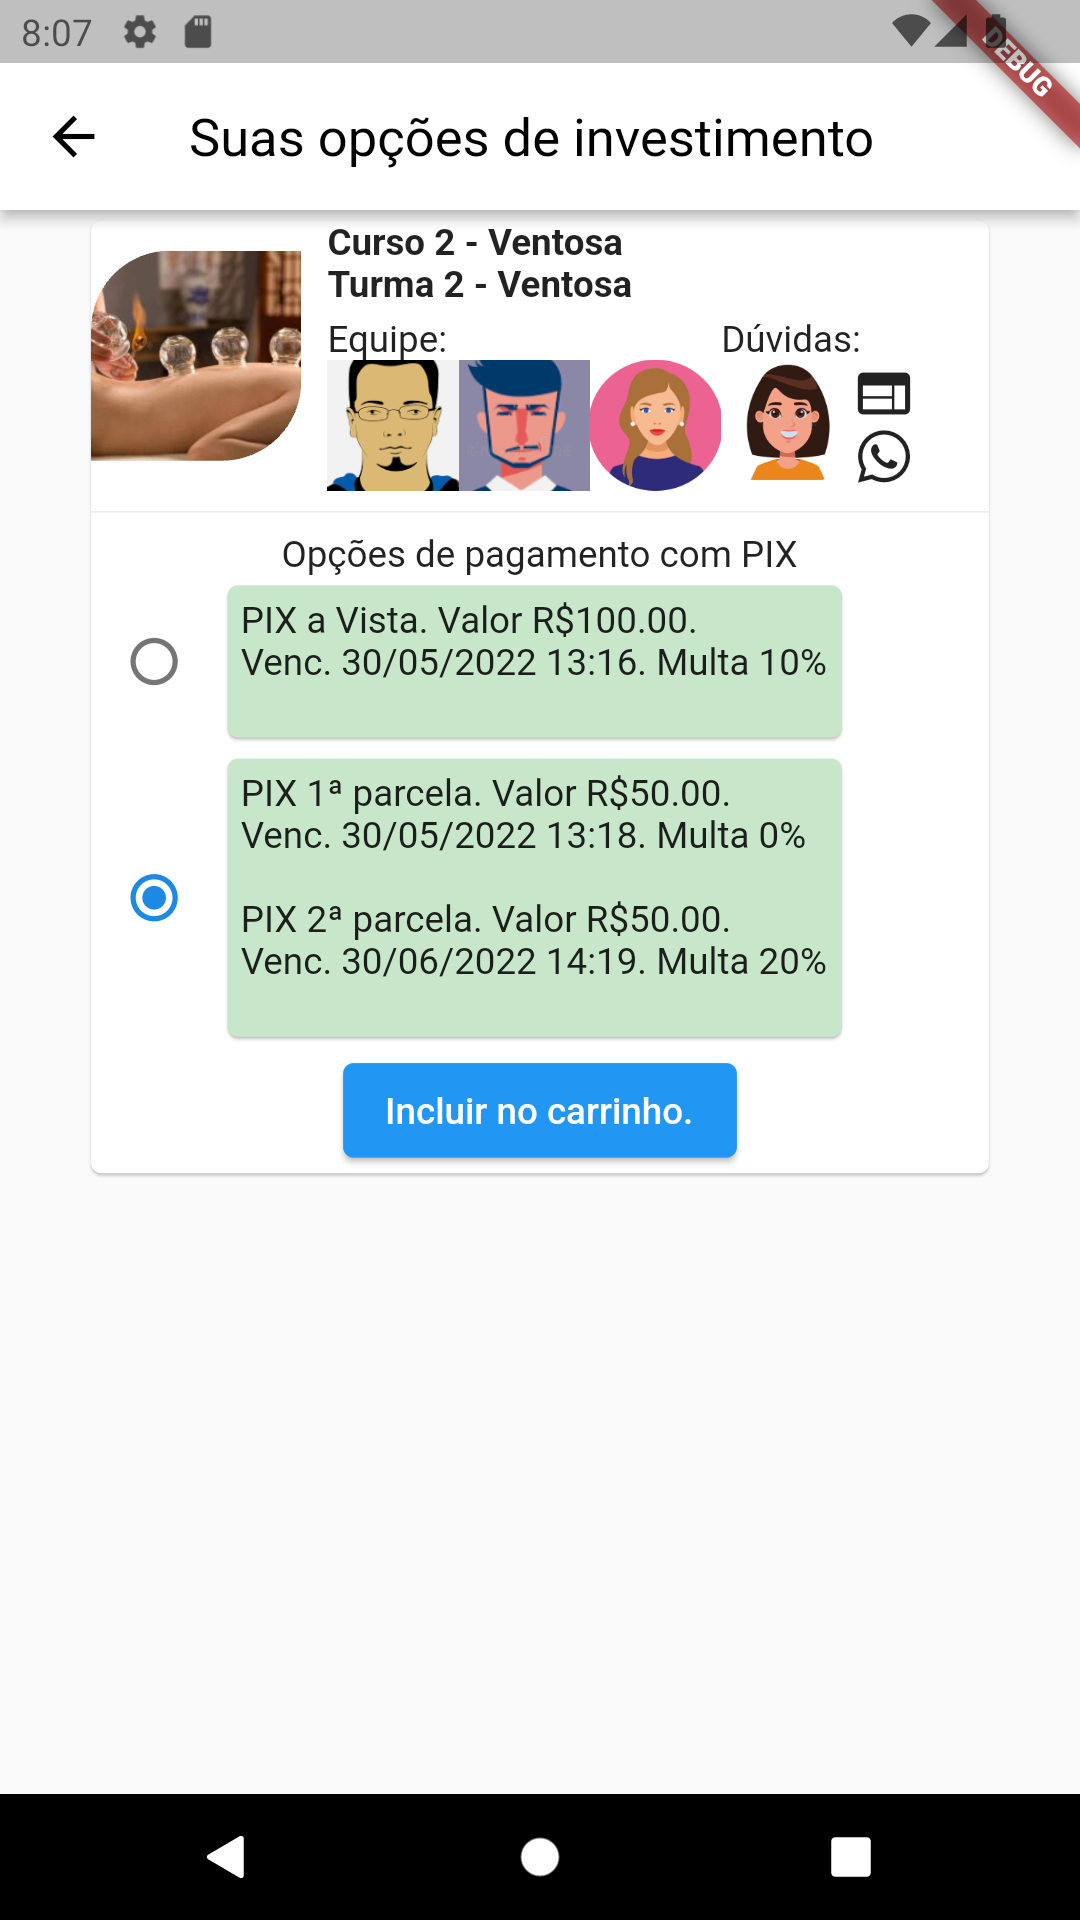 8:07
DEBUG
Suas opções de investimento
Curso 2 - Ventosa
Turma 2 - Ventosa
Equipe:
Dúvidas:
Opções de pagamento com PIX
PIX a Vista. Valor R$100.00.
Venc. 30/05/2022 13:16. Multa 10%
PIX 1ª parcela. Valor R$50.00.
Venc. 30/05/2022 13:18. Multa 0%
PIX 2ª parcela. Valor R$50.00.
Venc. 30/06/2022 14:19. Multa 20%
Incluir no carrinho.